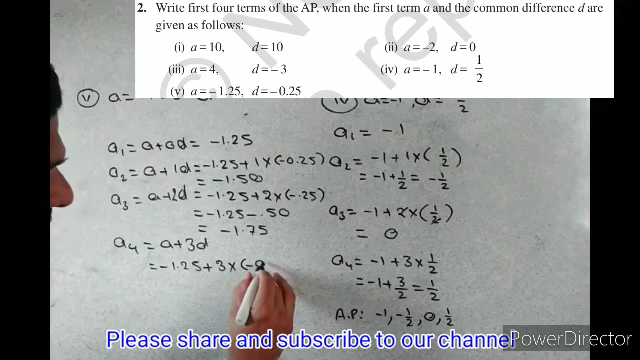 2. Write first four terms of the AP, when the first term a and the common difference d are
given as follows:
(i) a = 10, d = 10
(ii) a = –2, d = 0
(iii) a = 4, d = – 3
(iv) a = – 1, d = 1/2
(v) a = – 1.25, d = – 0.25
(v) a =
a₁ = a+0d = -1.25
a₂ = a+1d = -1.25+1×(-0.25)
= -1.50
a₃ = a+2d = -1.25+2×(-.25)
= -1.25-.50
= -1.75
a₄ = a+3d
= -1.25+3×(-
a₁ = -1
a₂ = -1+1×(1/2)
= -1+1/2 = -1/2
a₃ = -1+2×(1/2)
= 0
a₄ = -1+3×1/2
= -1+3/2 = 1/2
A.P: -1, -1/2, 0, 1/2
Please share and subscribe to our channel
PowerDirector